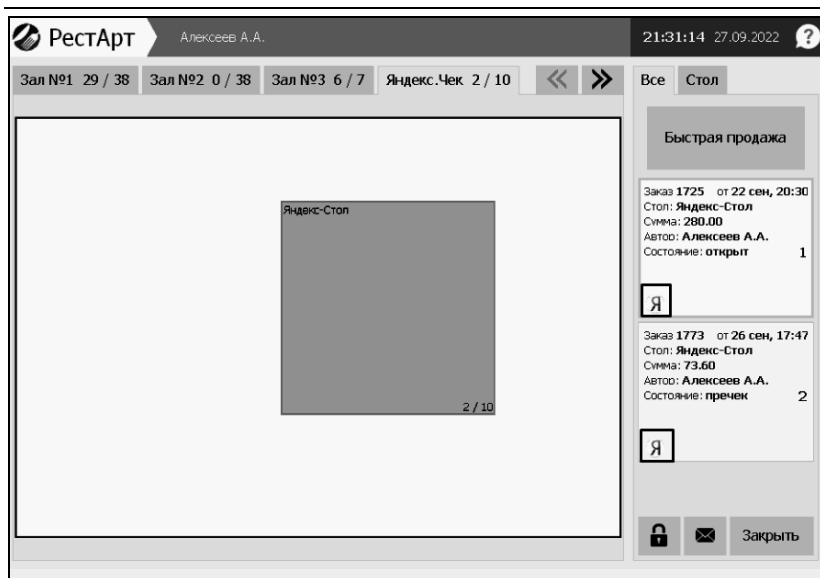 РестАрт
Алексеев А.А.
21:31:14 27.09.2022
?
Зал №1 29 / 38
Зал №2 0 / 38
Зал №3 6 / 7
Яндекс.Чек 2 / 10
Все
Стол
Быстрая продажа
Яндекс-Стол
2 / 10
Заказ 1725 от 22 сен, 20:30
Стол: Яндекс-Стол
Сумма: 280.00
Автор: Алексеев А.А.
Состояние: открыт 1
Я
Заказ 1773 от 26 сен, 17:47
Стол: Яндекс-Стол
Сумма: 73.60
Автор: Алексеев А.А.
Состояние: пречек 2
Я
Закрыть